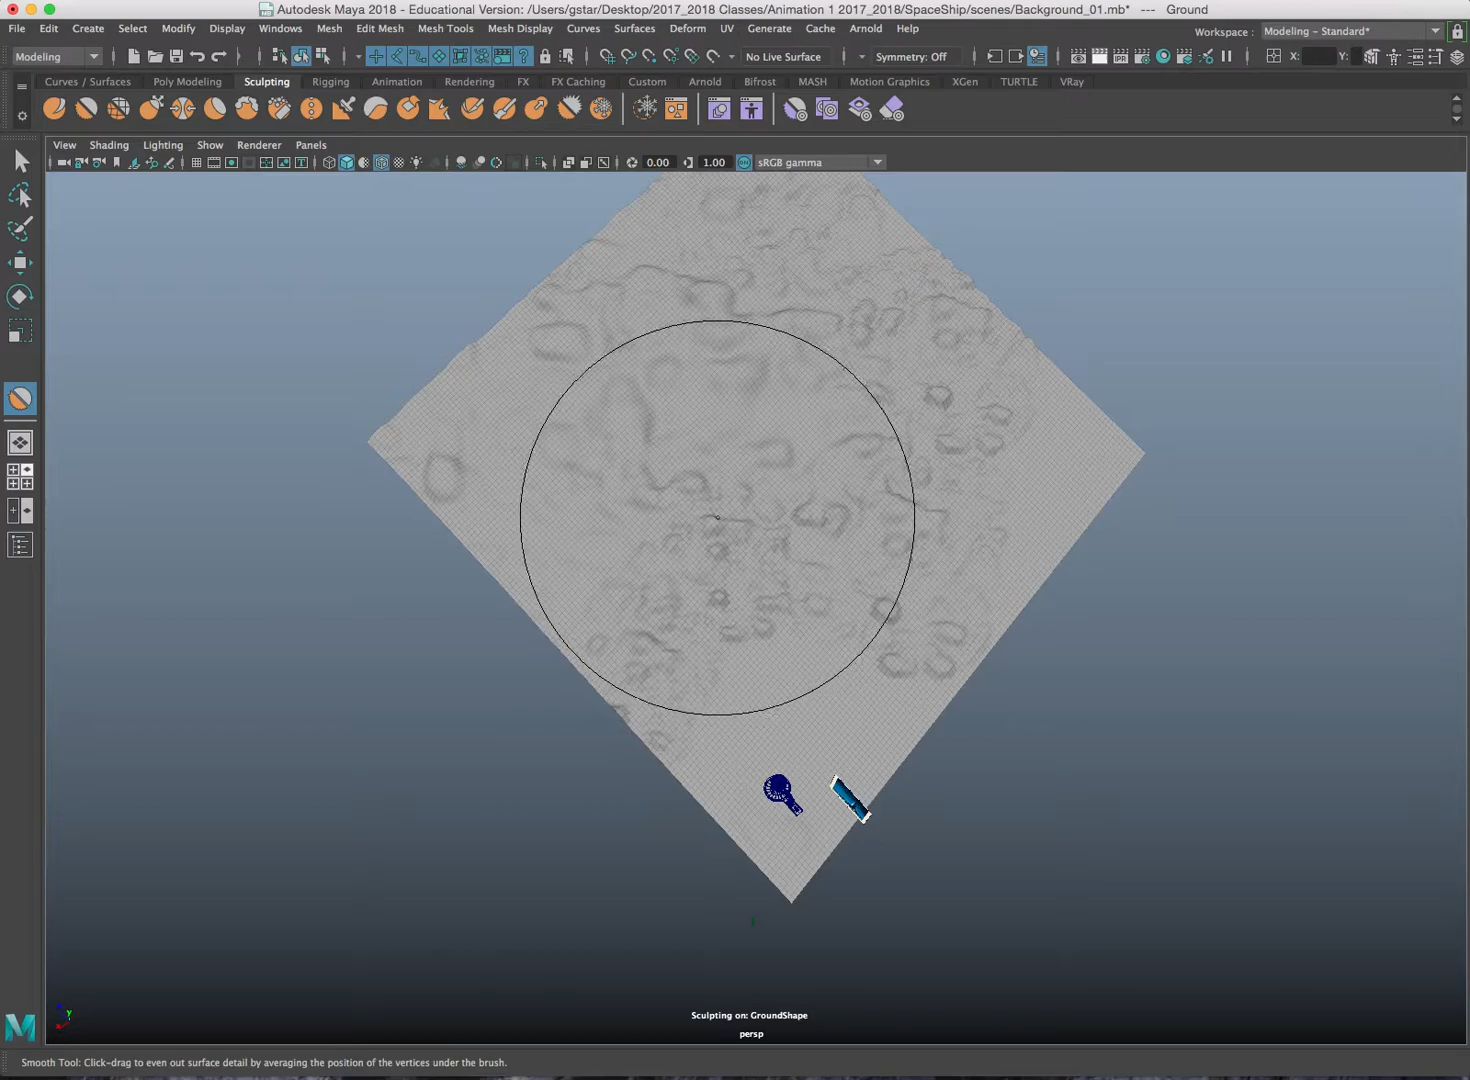 Autodesk Maya 2018 - Educational Version: /Users/gstar/Desktop/2017_2018 Classes/Animation 1 2017_2018/SpaceShip/scenes/Background_01.mb* --- Ground
File Edit Create Select Modify Display Windows Mesh Edit Mesh Mesh Tools Mesh Display Curves Surfaces Deform UV Generate Cache Arnold Help Workspace : Modeling - Standard*
Modeling No Live Surface Symmetry: Off X: Y:
Curves / Surfaces Poly Modeling Sculpting Rigging Animation Rendering FX FX Caching Custom Arnold Bifrost MASH Motion Graphics XGen TURTLE VRay
View Shading Lighting Show Renderer Panels
0.00 1.00 sRGB gamma
Sculpting on: GroundShape
persp
Smooth Tool: Click-drag to even out surface detail by averaging the position of the vertices under the brush.